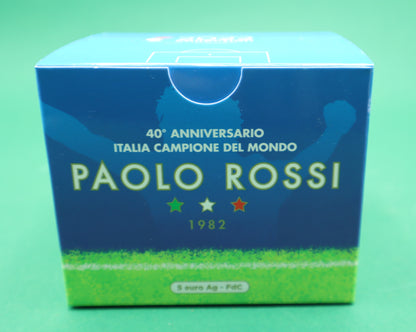 40° ANNIVERSARIO
ITALIA CAMPIONE DEL MONDO
PAOLO ROSSI
1982
5 euro Ag - FdC